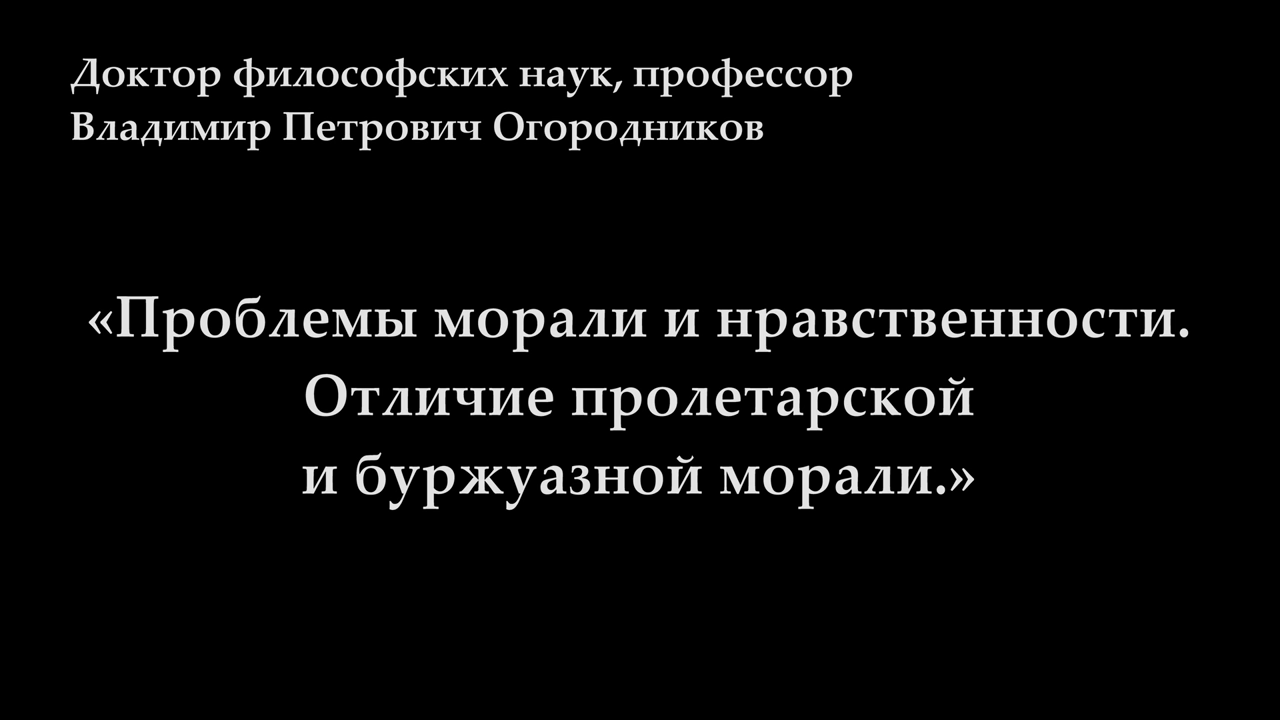 Доктор философских наук, профессор
Владимир Петрович Огородников
«Проблемы морали и нравственности.
Отличие пролетарской
и буржуазной морали.»